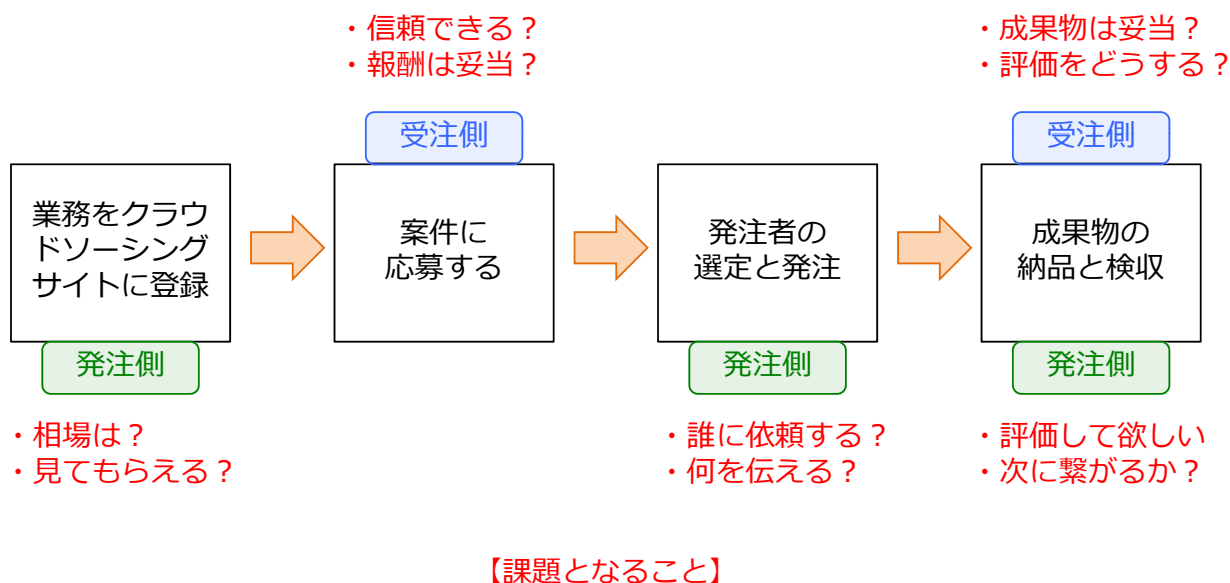 ・信頼できる？
・報酬は妥当？
・成果物は妥当？
・評価をどうする？
受注側
受注側
業務をクラウ
ドソーシング
サイトに登録
案件に
応募する
発注者の
選定と発注
成果物の
納品と検収
発注側
発注側
発注側
・相場は？
・見てもらえる？
・誰に依頼する？
・何を伝える？
・評価して欲しい
・次に繋がるか？
【課題となること】